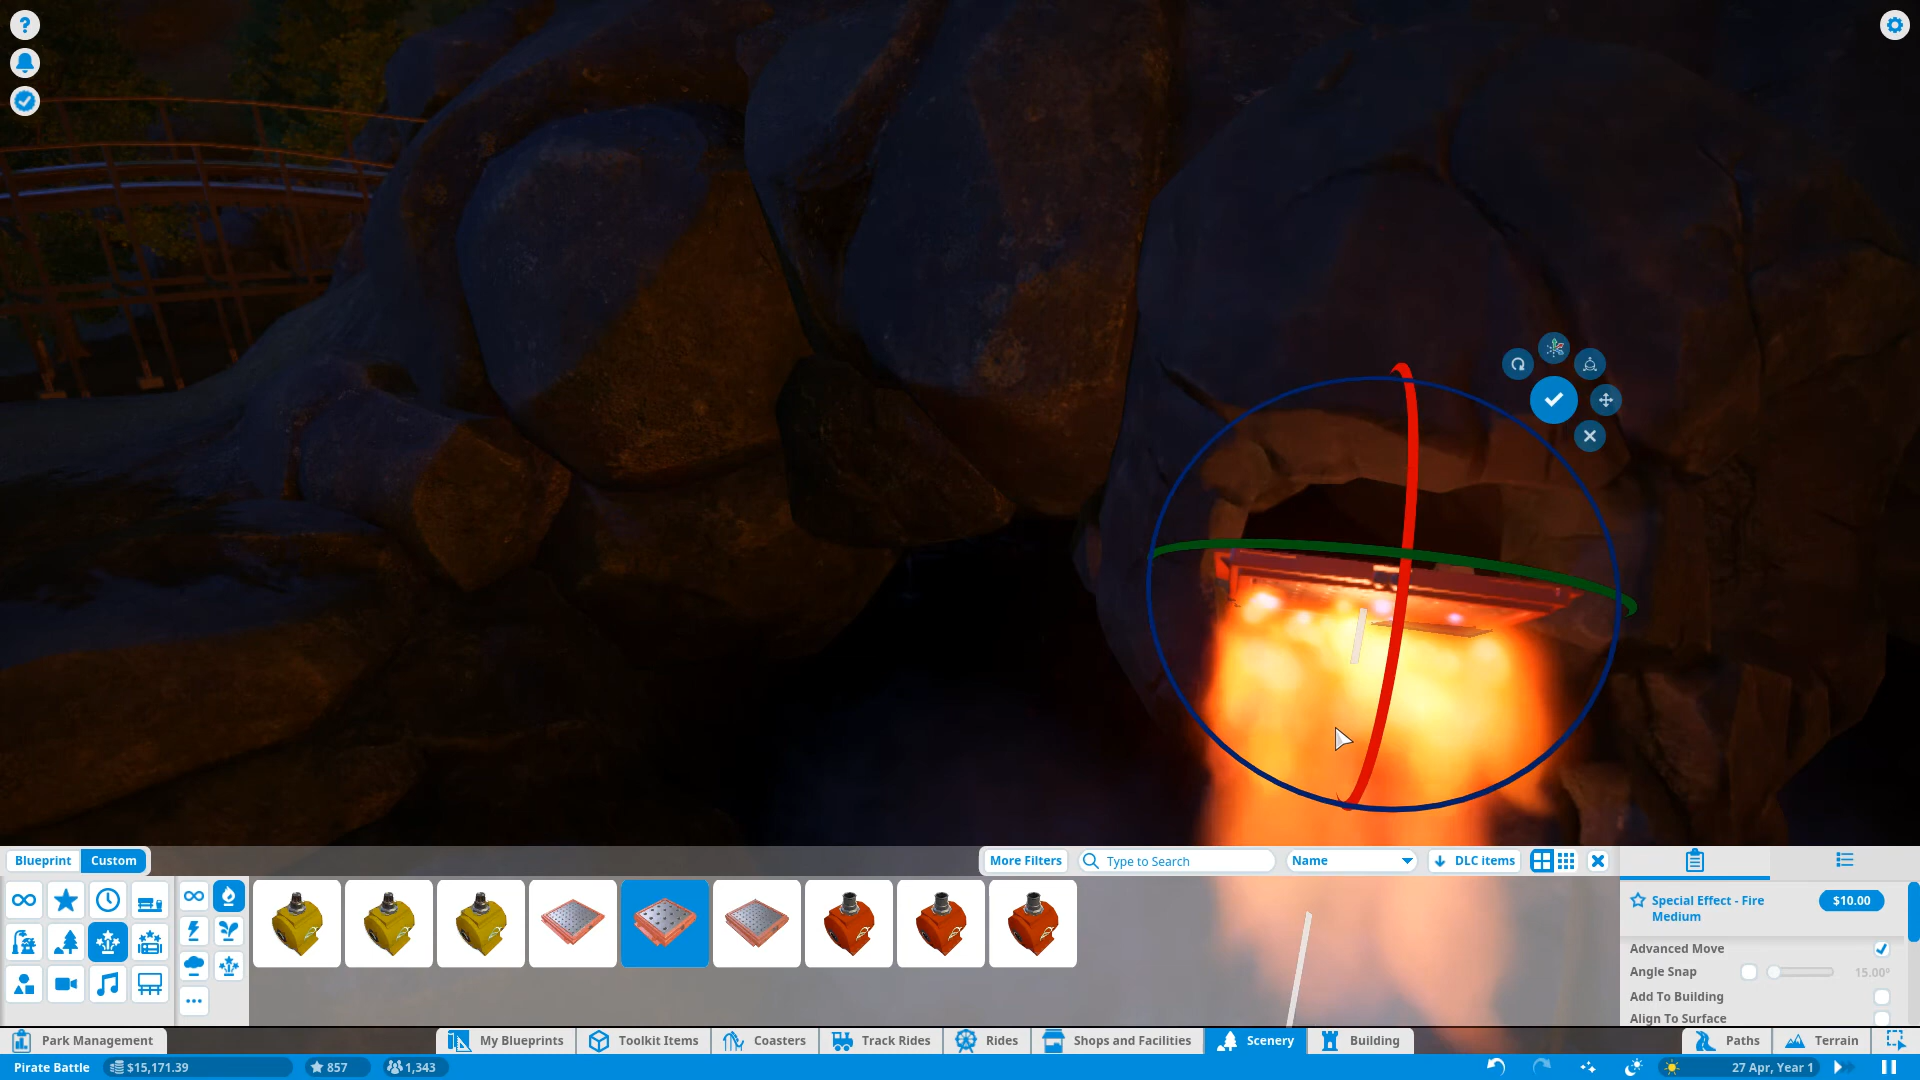 Blueprint Custom More Filters Type to Search Name DLC items
Special Effect - Fire $10.00
Medium
Advanced Move
Angle Snap 15.00°
Add To Building
Align To Surface
Park Management My Blueprints Toolkit Items Coasters Track Rides Rides Shops and Facilities Scenery Building Paths Terrain
Pirate Battle $15,171.39 857 1,343 27 Apr, Year 1